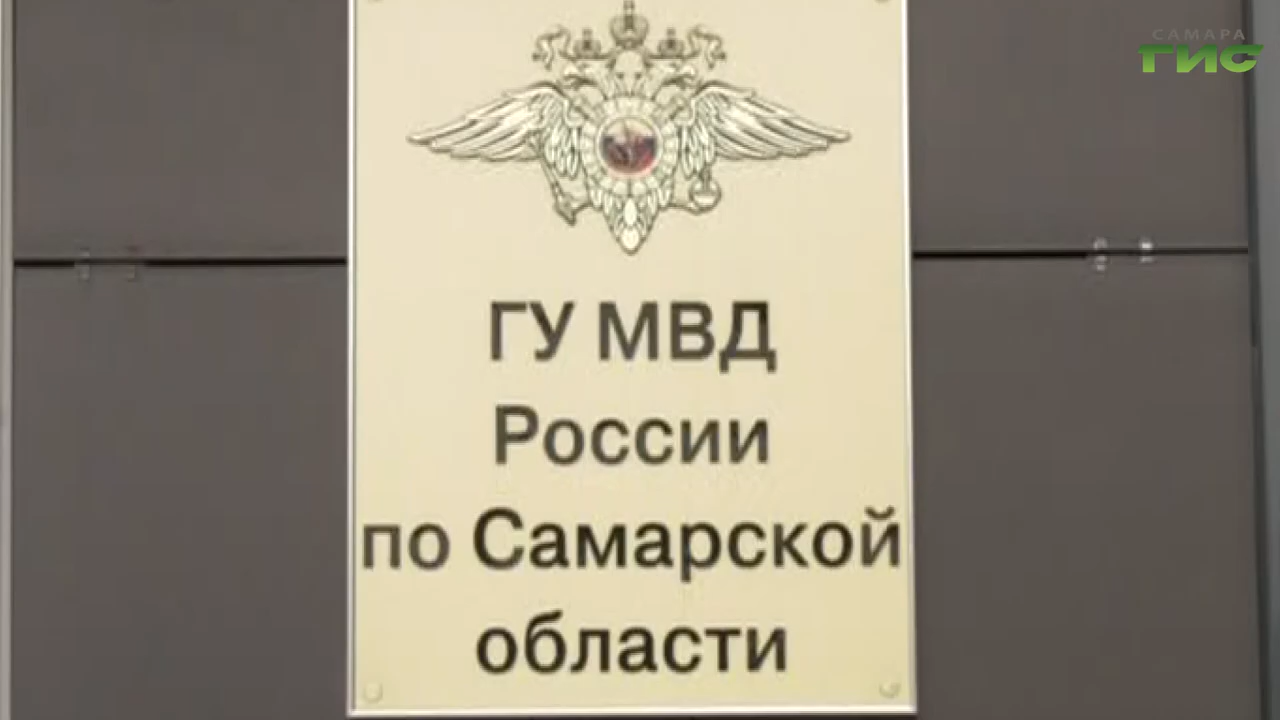 САМАРА
ГИС
ГУ МВД
России
по Самарской
области